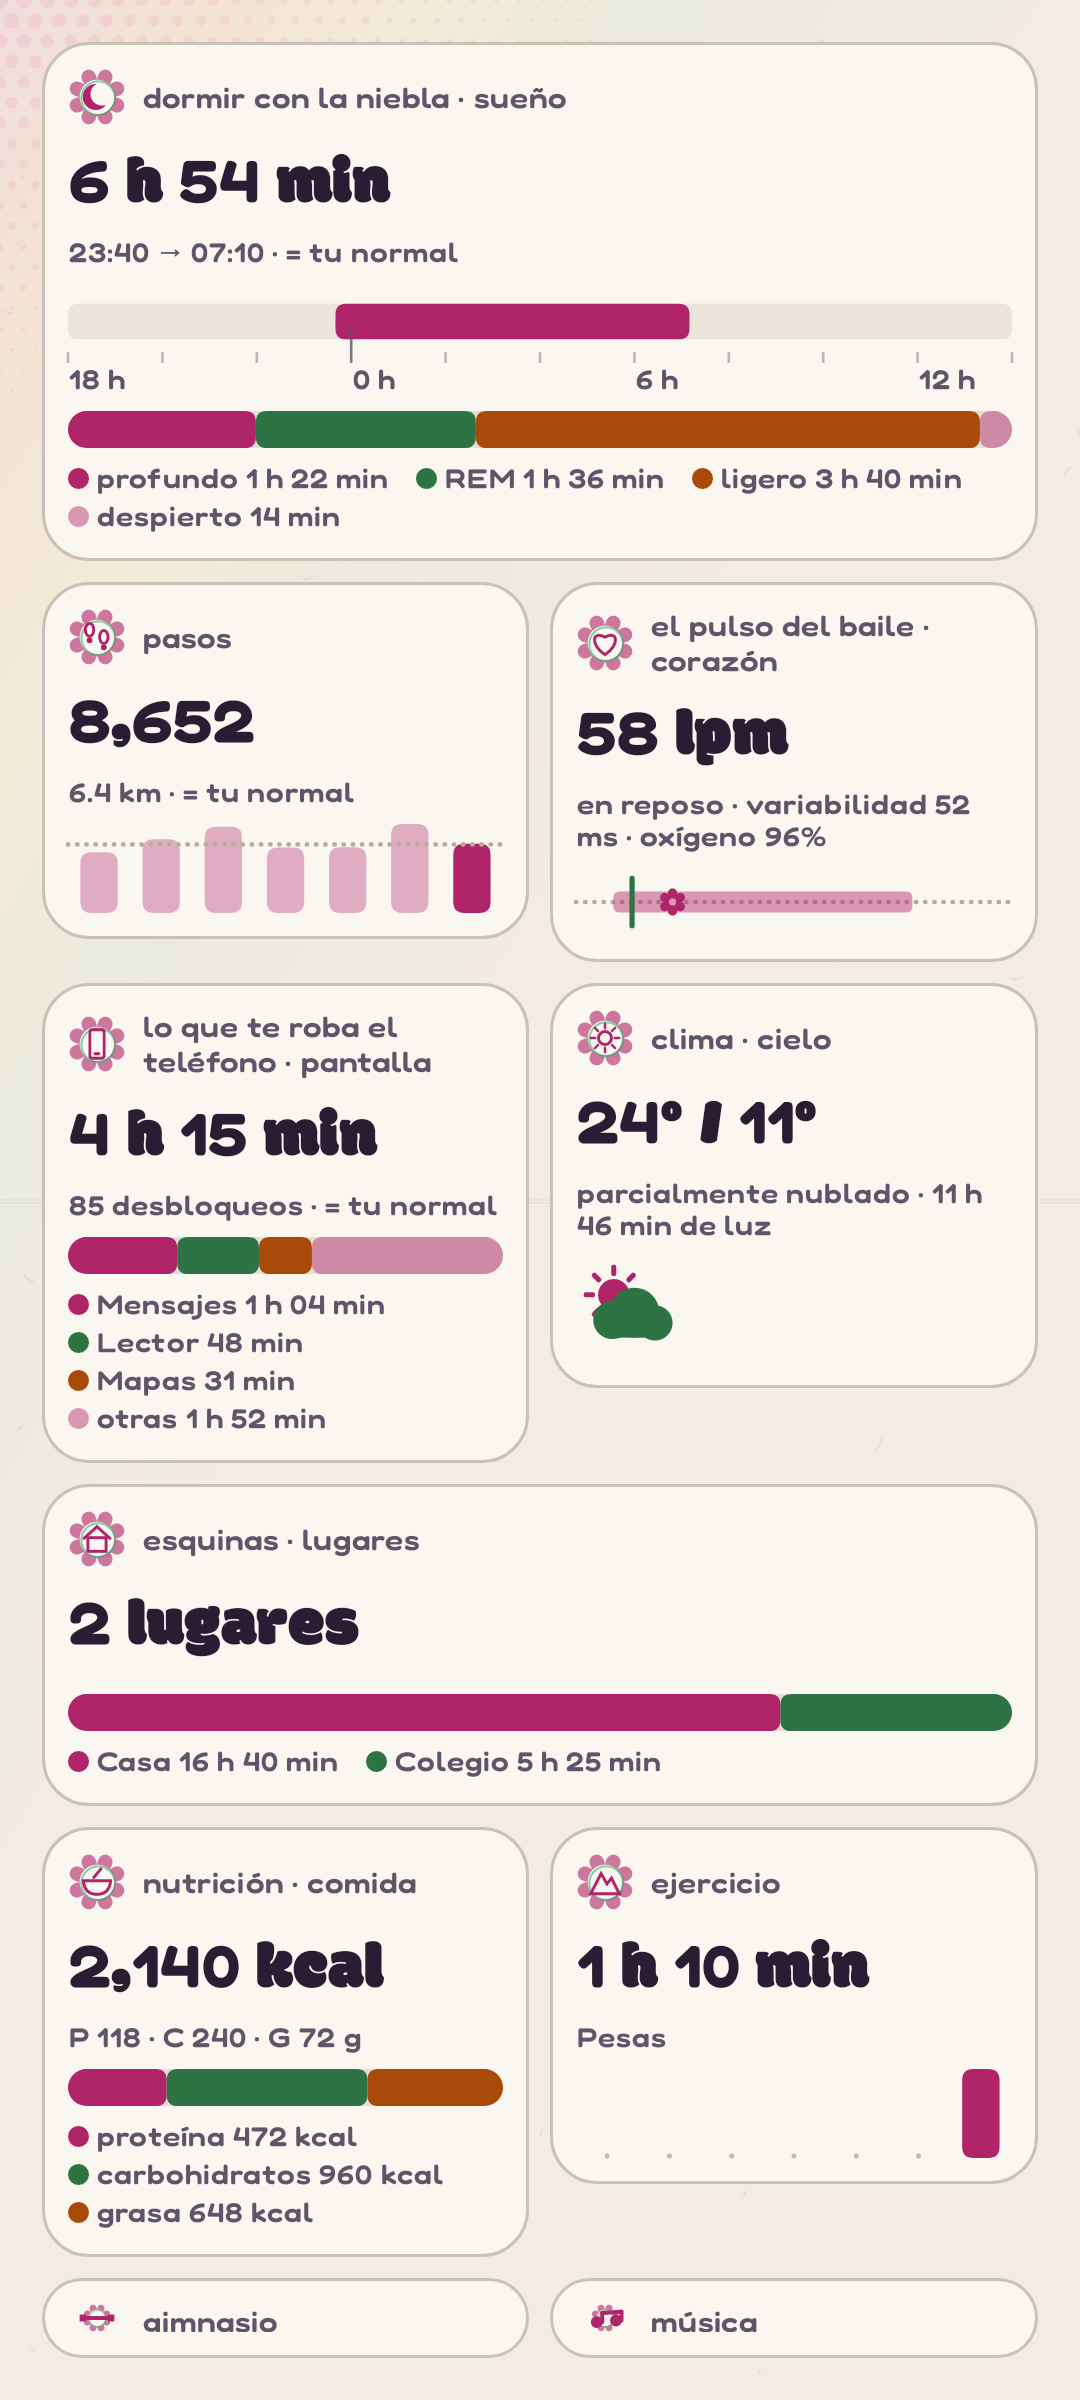 dormir con la niebla · sueño
6 h 54 min
23:40 → 07:10 · = tu normal
18 h 0 h 6 h 12 h
profundo 1 h 22 min REM 1 h 36 min ligero 3 h 40 min
despierto 14 min
pasos
8,652
6.4 km · = tu normal
el pulso del baile ·
corazón
58 lpm
en reposo · variabilidad 52
ms · oxígeno 96%
lo que te roba el
teléfono · pantalla
4 h 15 min
85 desbloqueos · = tu normal
Mensajes 1 h 04 min
Lector 48 min
Mapas 31 min
otras 1 h 52 min
clima · cielo
24° / 11°
parcialmente nublado · 11 h
46 min de luz
esquinas · lugares
2 lugares
Casa 16 h 40 min Colegio 5 h 25 min
nutrición · comida
2,140 kcal
P 118 · C 240 · G 72 g
proteína 472 kcal
carbohidratos 960 kcal
grasa 648 kcal
ejercicio
1 h 10 min
Pesas
aimnasio
música